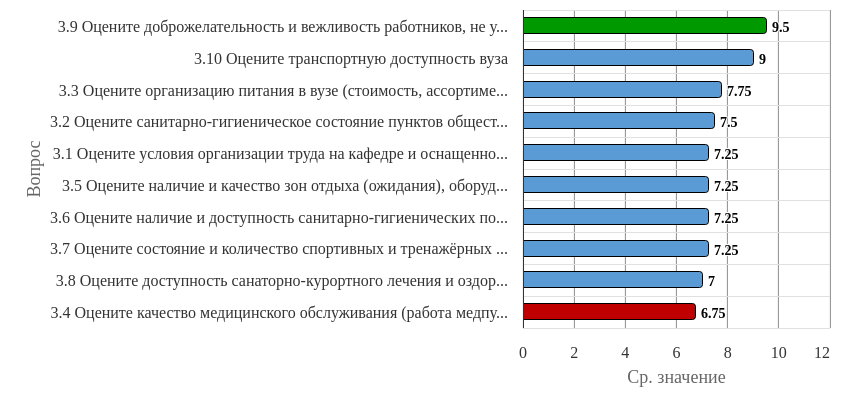 3.9 Оцените доброжелательность и вежливость работников, не у... 9.5
3.10 Оцените транспортную доступность вуза 9
3.3 Оцените организацию питания в вузе (стоимость, ассортиме... 7.75
3.2 Оцените санитарно-гигиеническое состояние пунктов общест... 7.5
3.1 Оцените условия организации труда на кафедре и оснащенно... 7.25
3.5 Оцените наличие и качество зон отдыха (ожидания), оборуд... 7.25
3.6 Оцените наличие и доступность санитарно-гигиенических по... 7.25
3.7 Оцените состояние и количество спортивных и тренажёрных ... 7.25
3.8 Оцените доступность санаторно-курортного лечения и оздор... 7
3.4 Оцените качество медицинского обслуживания (работа медпу... 6.75
Вопрос
0 2 4 6 8 10 12
Ср. значение